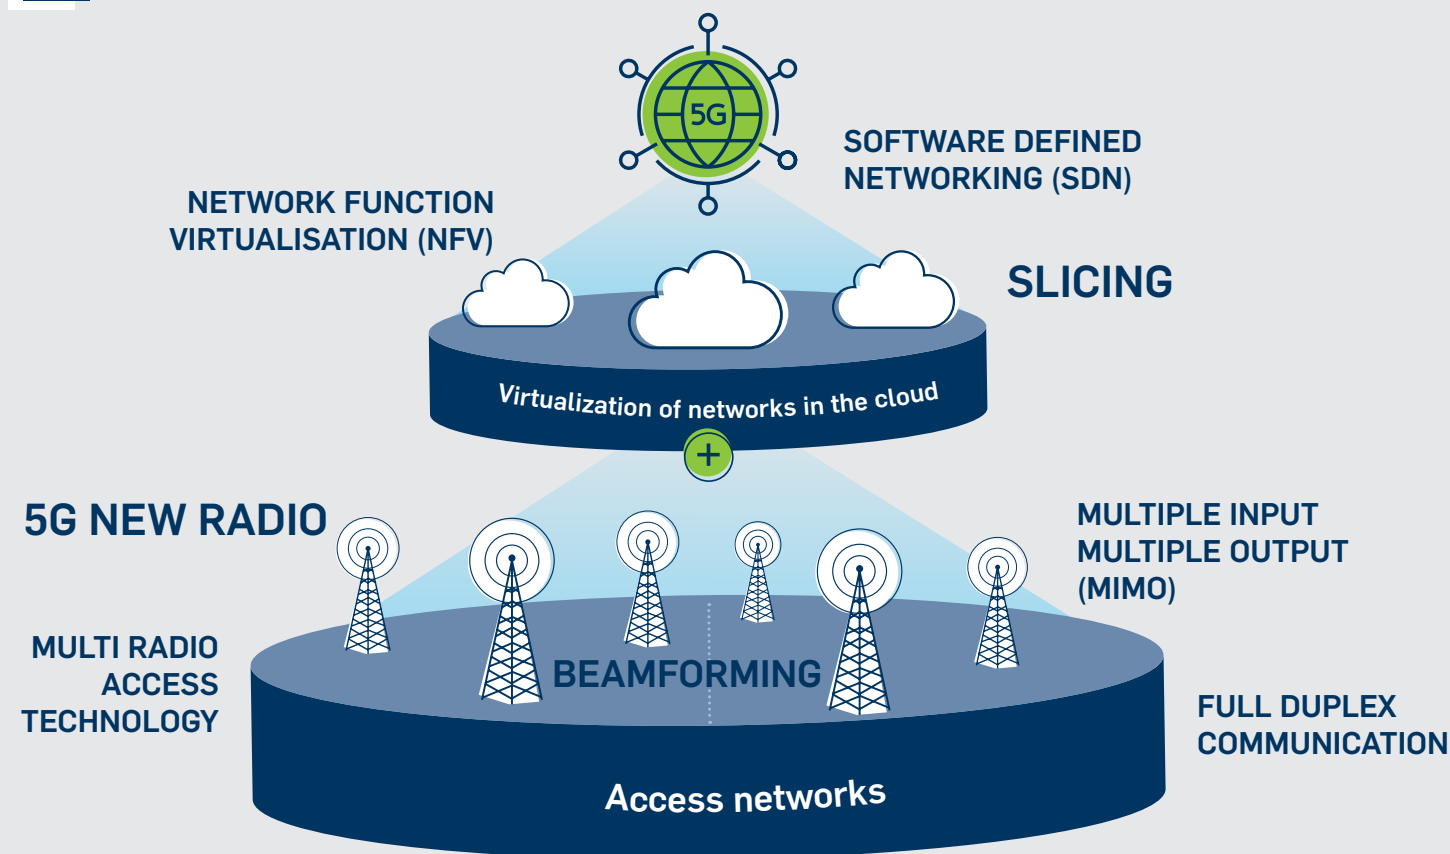 5G
SOFTWARE DEFINED
NETWORKING (SDN)
NETWORK FUNCTION
VIRTUALISATION (NFV)
SLICING
Virtualization of networks in the cloud
+
5G NEW RADIO
MULTIPLE INPUT
MULTIPLE OUTPUT
(MIMO)
MULTI RADIO
ACCESS
TECHNOLOGY
BEAMFORMING
FULL DUPLEX
COMMUNICATION
Access networks